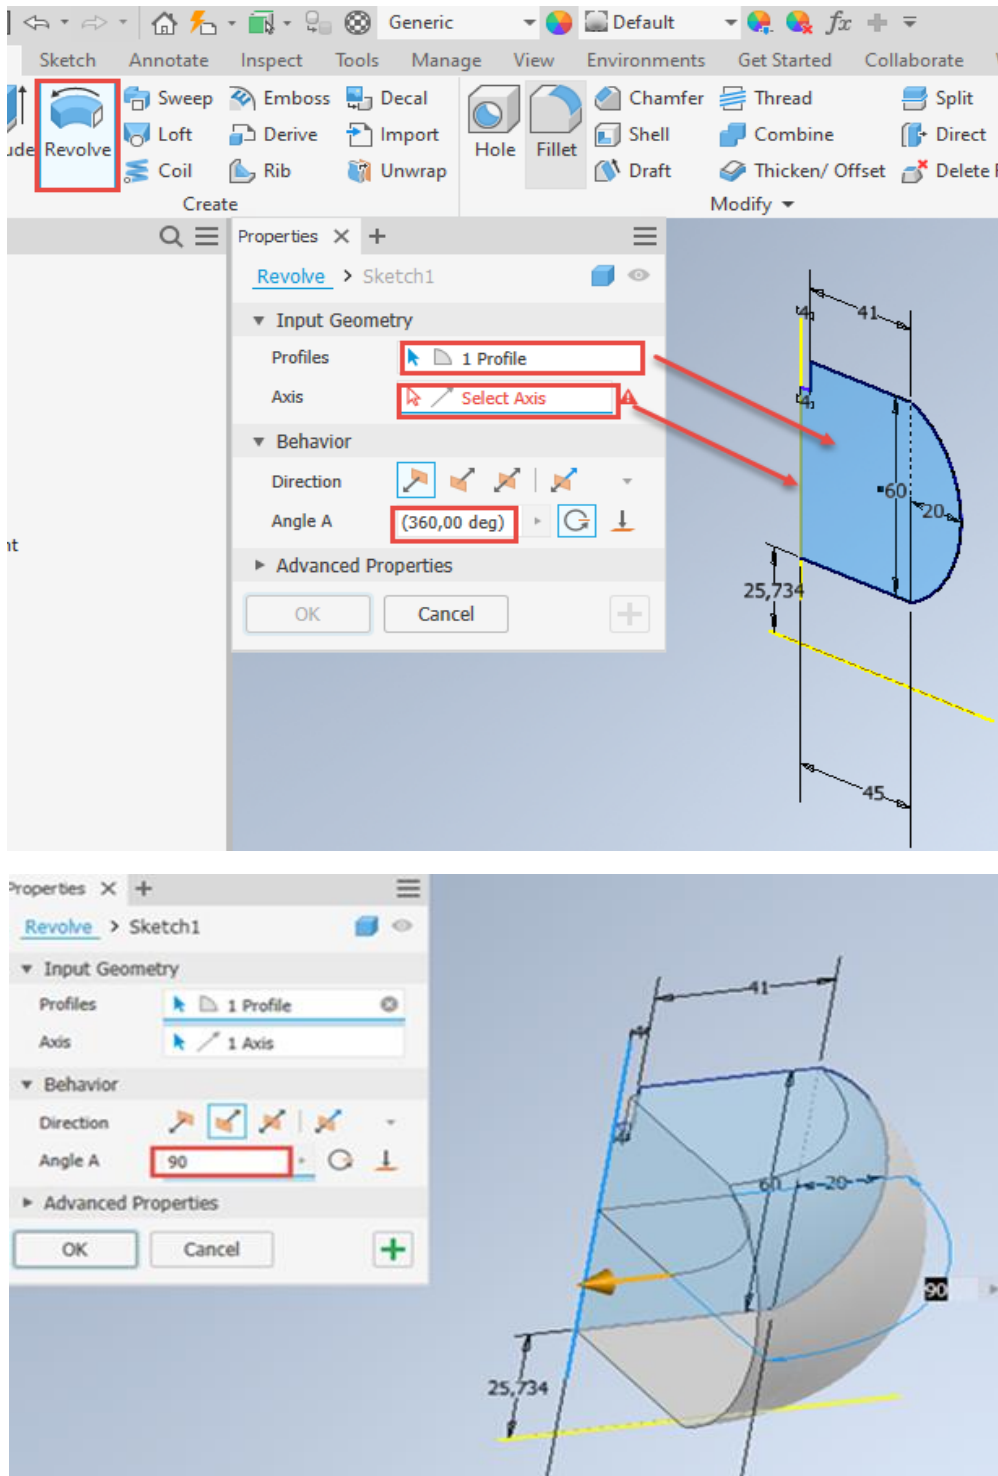 Generic Default fx
Sketch Annotate Inspect Tools Manage View Environments Get Started Collaborate
Revolve
Sweep Emboss Decal
Loft Derive Import
Coil Rib Unwrap
Hole Fillet
Chamfer Thread Split
Shell Combine Direct
Draft Thicken/ Offset Delete
Create Modify
Properties
Revolve > Sketch1
Input Geometry
Profiles 1 Profile
Axis Select Axis
Behavior
Direction
Angle A (360,00 deg)
Advanced Properties
OK Cancel
4 41
4
60
20
25,734
45
Properties
Revolve > Sketch1
Input Geometry
Profiles 1 Profile
Axis 1 Axis
Behavior
Direction
Angle A 90
Advanced Properties
OK Cancel
41
4
4
60 20
90
25,734